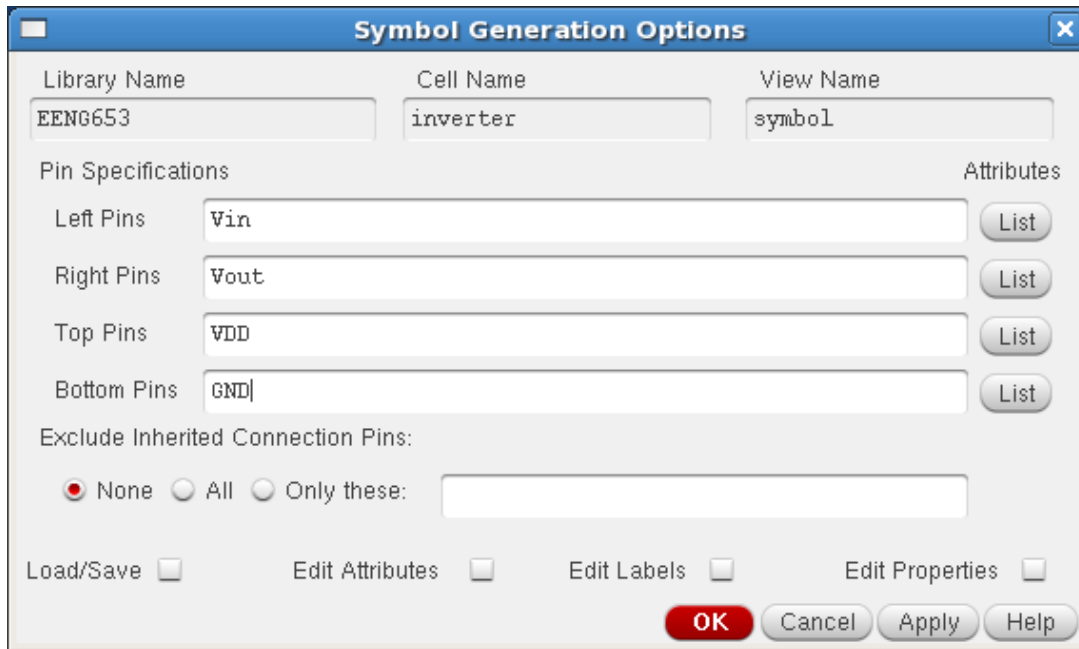 Symbol Generation Options
Library Name Cell Name View Name
EENG653 inverter symbol
Pin Specifications Attributes
Left Pins Vin List
Right Pins Vout List
Top Pins VDD List
Bottom Pins GND List
Exclude Inherited Connection Pins:
None All Only these:
Load/Save Edit Attributes Edit Labels Edit Properties
OK Cancel Apply Help